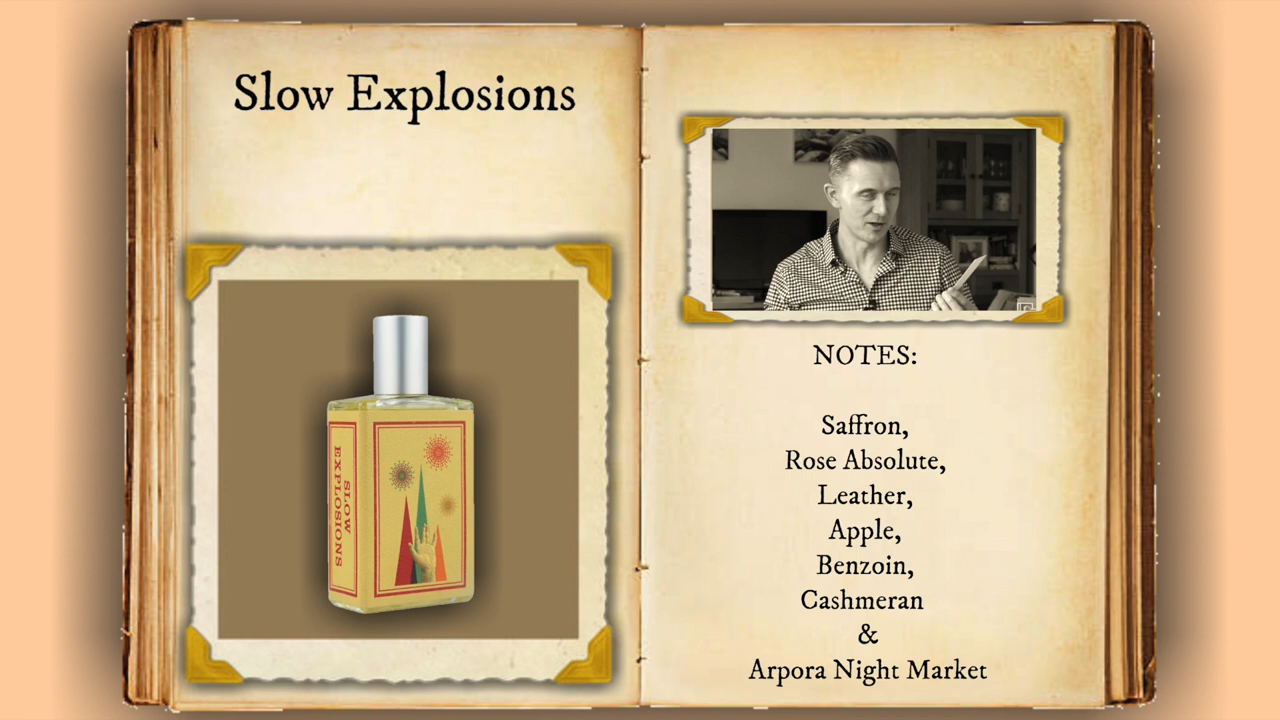 Slow Explosions
SLOW
EXPLOSIONS
NOTES:
Saffron,
Rose Absolute,
Leather,
Apple,
Benzoin,
Cashmeran
&
Arpora Night Market